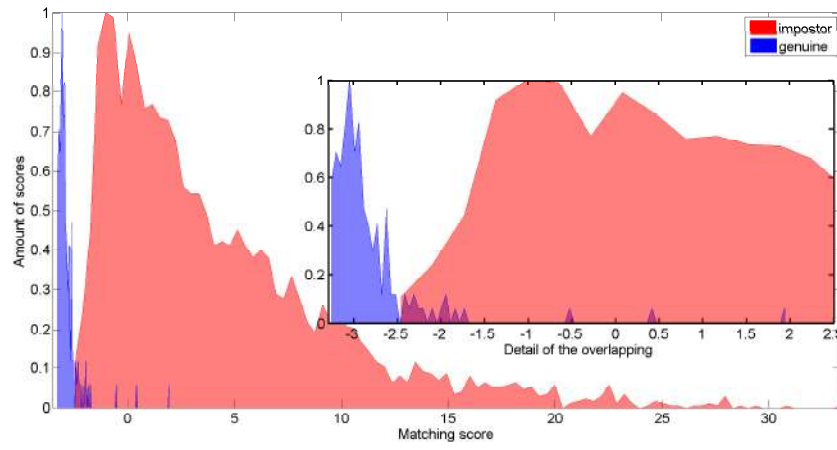 1
0.9
0.8
0.7
0.6
0.5
0.4
0.3
0.2
0.1
0
Amount of scores
impostor
genuine
1
0.8
0.6
0.4
0.2
0
-3 -2.5 -2 -1.5 -1 -0.5 0 0.5 1 1.5 2 2.3
Detail of the overlapping
0 5 10 15 20 25 30
Matching score